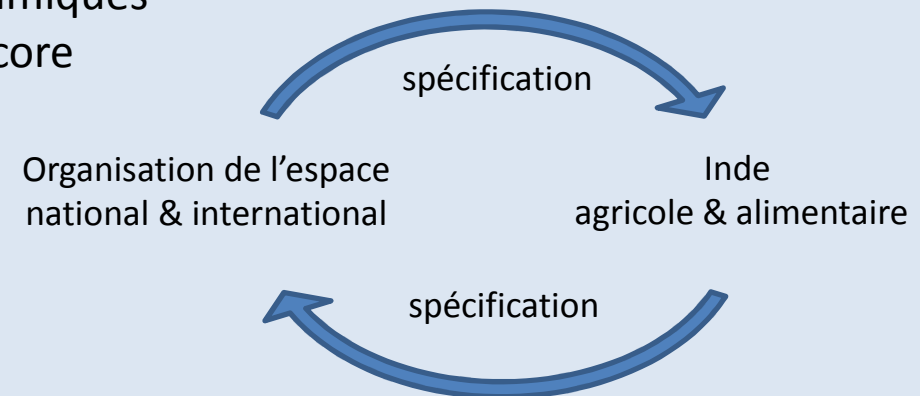 spécification
Organisation de l’espace
national & international
Inde
agricole & alimentaire
spécification